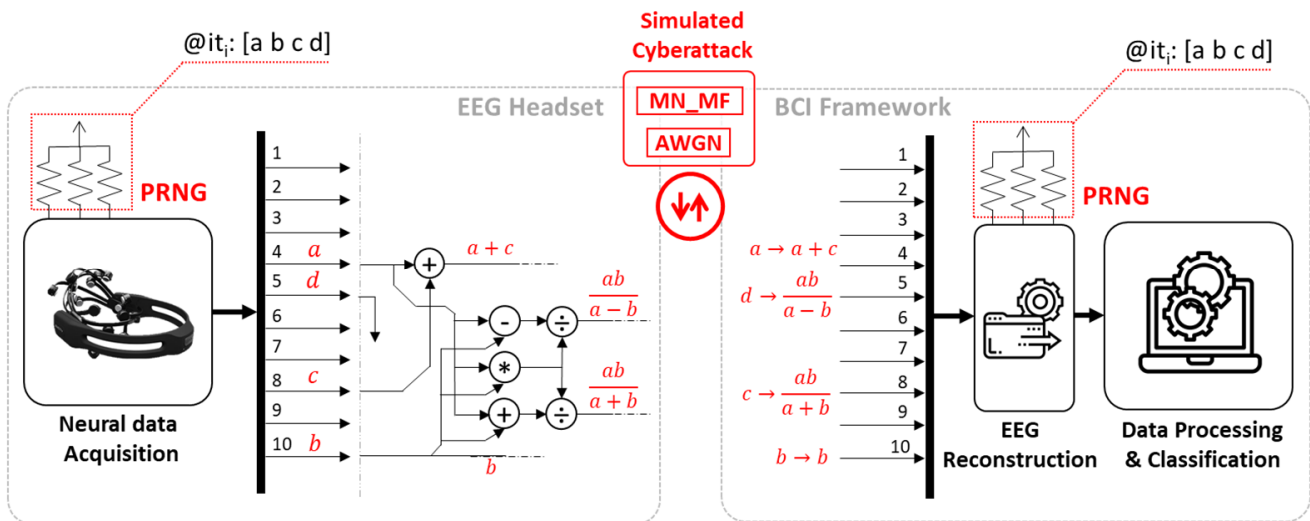 @it_i: [a b c d]
Simulated
Cyberattack
MN_MF
AWGN
@it_i: [a b c d]
EEG Headset
BCI Framework
PRNG
PRNG
Neural data
Acquisition
1
2
3
4 a
5 d
6
7
8 c
9
10 b
+
a + c
-
÷
ab
a − b
*
+
÷
ab
a + b
b
1
2
3
a → a + c 4
d → ab 5
a − b
6
7
c → ab 8
a + b
9
b → b 10
EEG
Reconstruction
Data Processing
& Classification